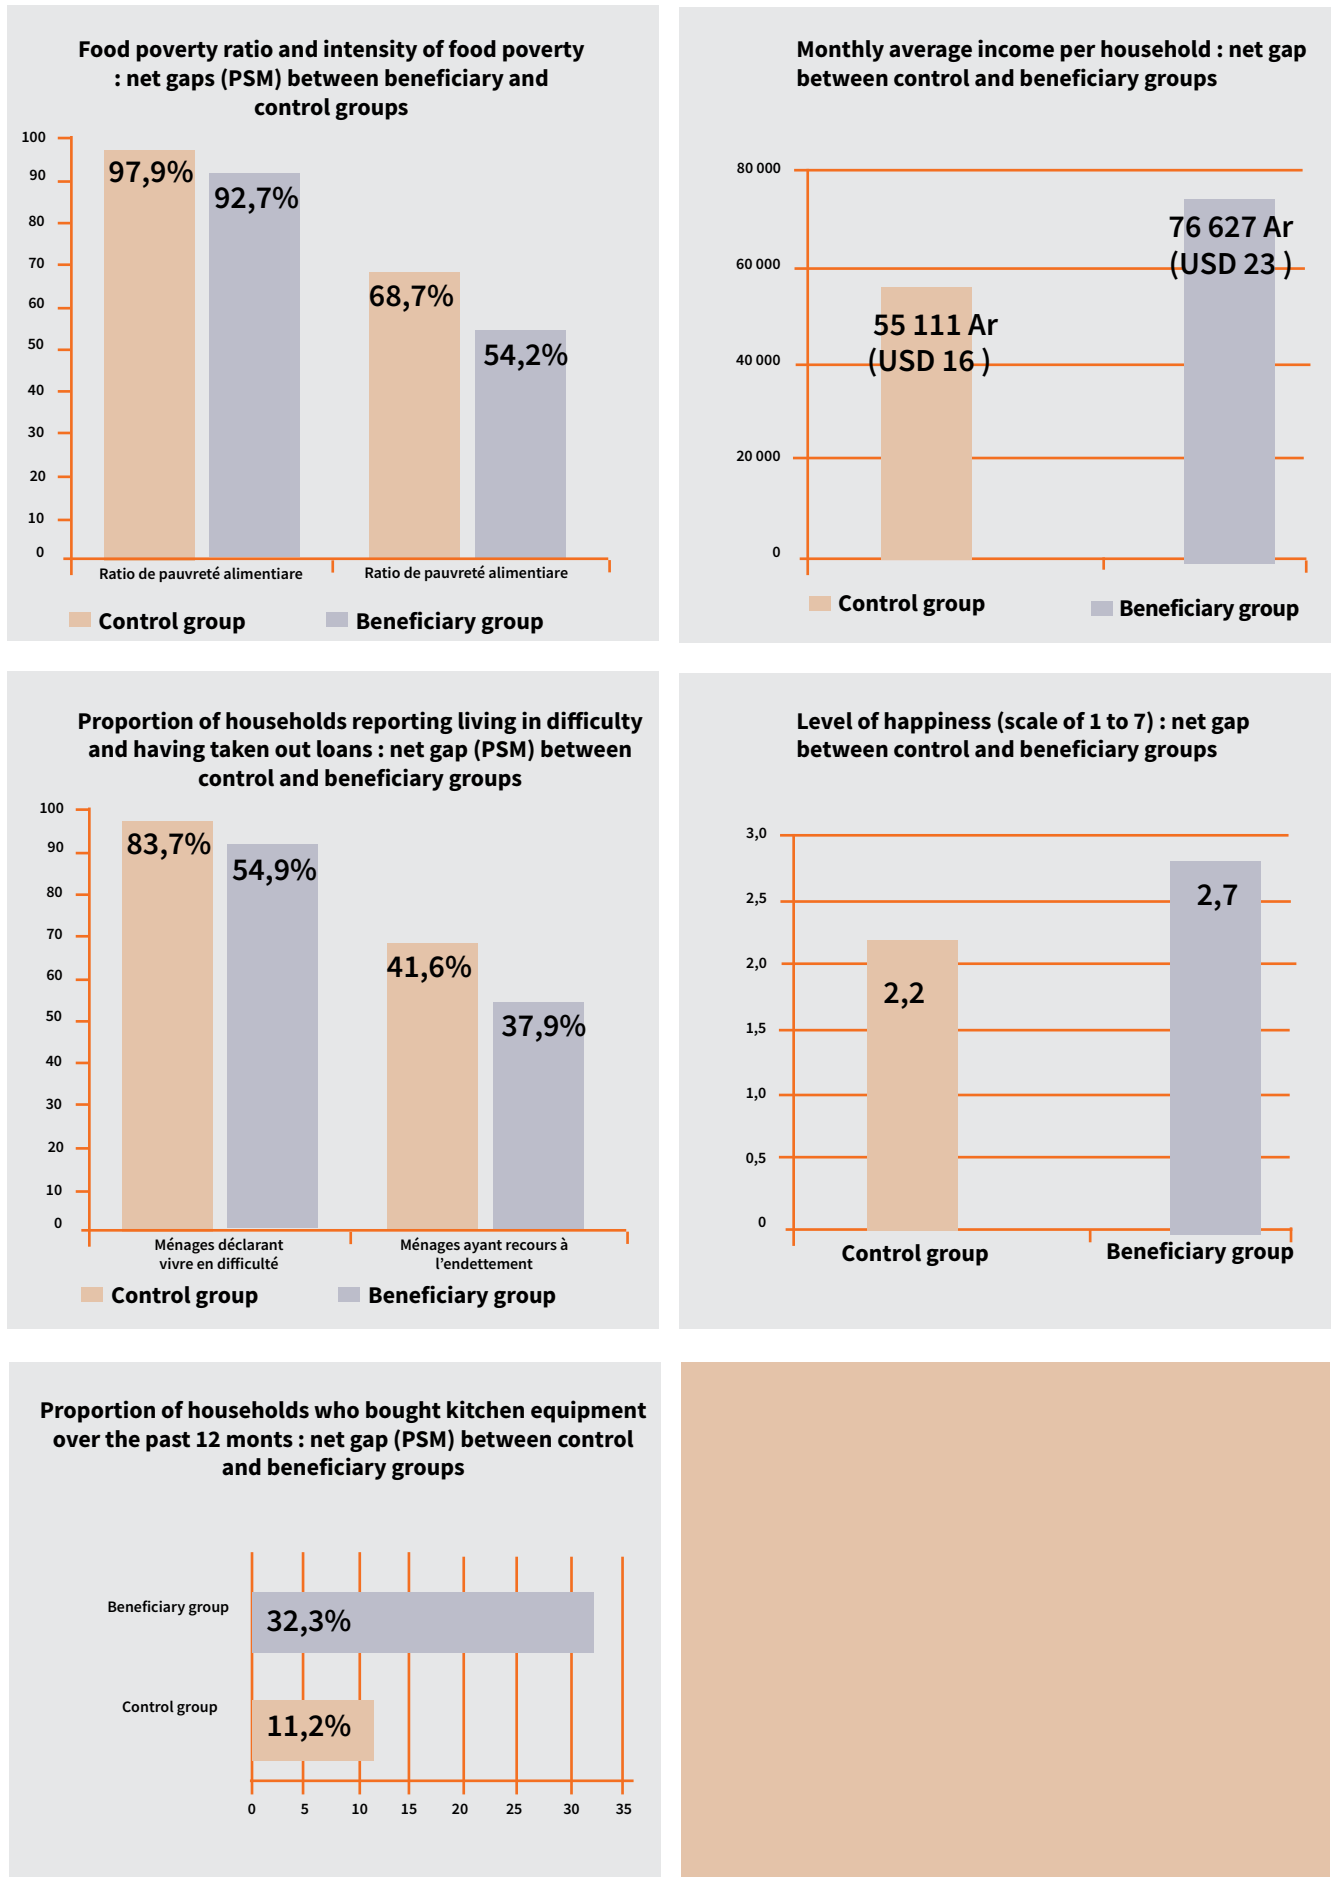 Food poverty ratio and intensity of food poverty
: net gaps (PSM) between beneficiary and
control groups
100
90
80
70
60
50
40
30
20
10
0
97,9%
92,7%
68,7%
54,2%
Ratio de pauvreté alimentiare
Ratio de pauvreté alimentiare
Control group
Beneficiary group
Monthly average income per household : net gap
between control and beneficiary groups
80 000
60 000
40 000
20 000
0
55 111 Ar
(USD 16 )
76 627 Ar
(USD 23 )
Control group
Beneficiary group
Proportion of households reporting living in difficulty
and having taken out loans : net gap (PSM) between
control and beneficiary groups
100
90
80
70
60
50
40
30
20
10
0
83,7%
54,9%
41,6%
37,9%
Ménages déclarant
vivre en difficulté
Ménages ayant recours à
l'endettement
Control group
Beneficiary group
Level of happiness (scale of 1 to 7) : net gap
between control and beneficiary groups
3,0
2,5
2,0
1,5
1,0
0,5
0
2,2
2,7
Control group
Beneficiary group
Proportion of households who bought kitchen equipment
over the past 12 monts : net gap (PSM) between control
and beneficiary groups
Beneficiary group
32,3%
Control group
11,2%
0 5 10 15 20 25 30 35